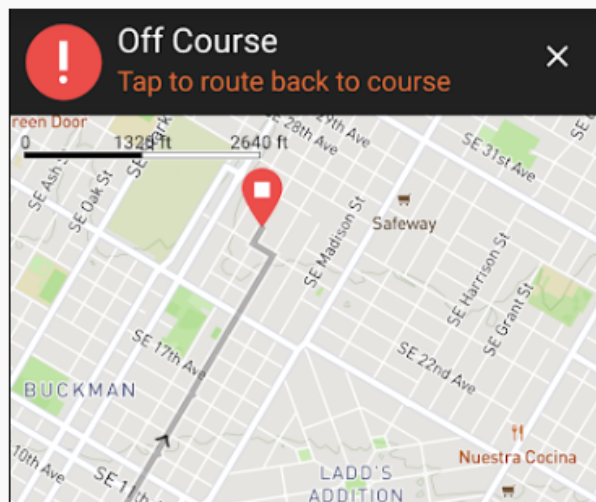 Off Course
Tap to route back to course
reen Door
0 1320 ft 2640 ft
SE 28th Ave
29th Ave
SE 31st Ave
SE Ash
SE Oak St
SE
SE Madison St
Safeway
SE Harrison St
SE Grant St
SE 17th Ave
SE 22nd Ave
BUCKMAN
Nuestra Cocina
10th Ave
SE 11th
LADD'S
ADDITION